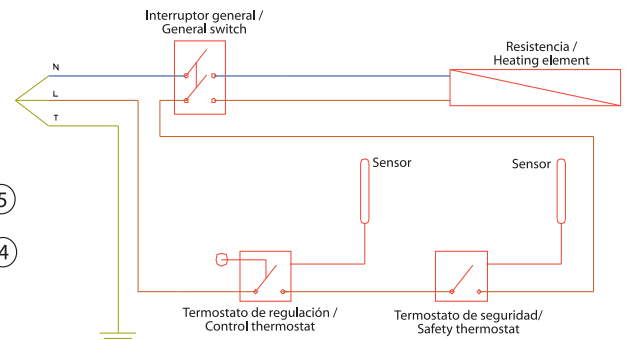 Interruptor general /
General switch
Resistencia /
Heating element
N
L
T
Sensor
Sensor
5
4
Termostato de regulación /
Control thermostat
Termostato de seguridad/
Safety thermostat